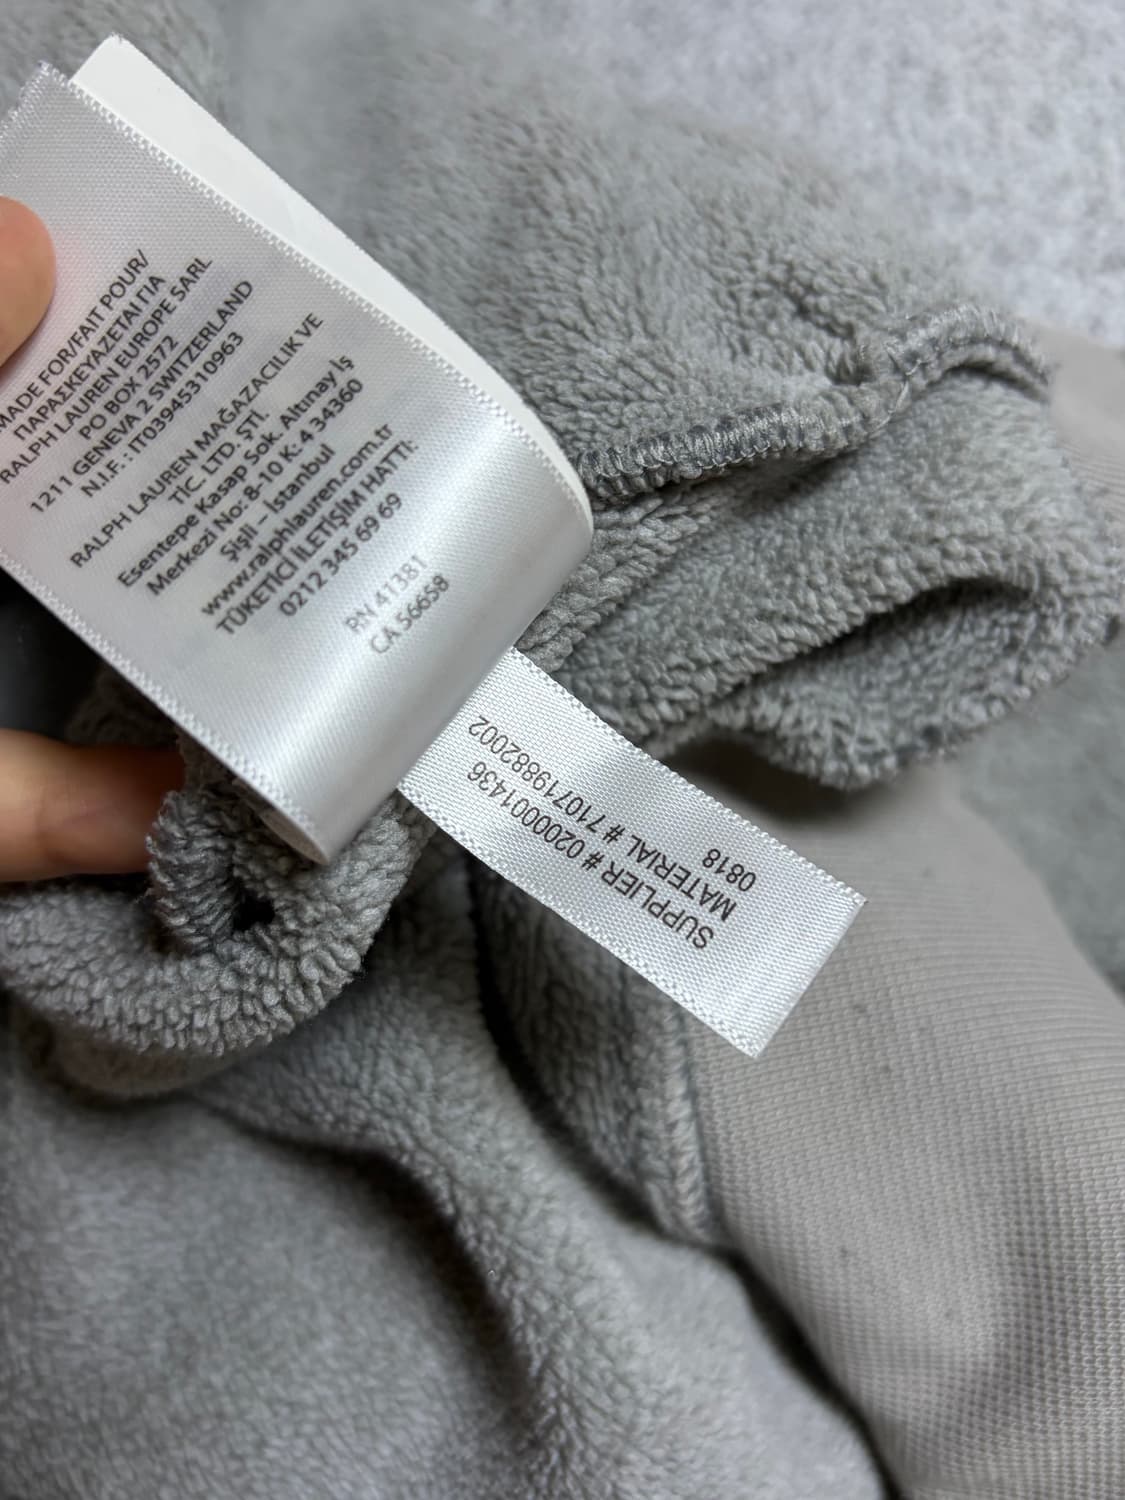 MADE FOR/FAIT POUR/
ΠΑΡΑΣΚΕΥΑΖΕΤΑΙ ΓΙΑ
RALPH LAUREN EUROPE SARL
PO BOX 2572
1211 GENEVA 2 SWITZERLAND
N.I.F. : IT03945310963
RALPH LAUREN MAĞAZACILIK VE
TİC. LTD. ŞTİ.
Esentepe Kasap Sok. Altunay İş
Merkezi No: 8-10 K: 4 34360
Şişli – İstanbul
www.ralphlauren.com.tr
TÜKETİCİ İLETİŞİM HATTI:
0212 345 69 69
RN 41381
CA 56658
SUPPLIER # 0200001436
MATERIAL # 710719882002
0818